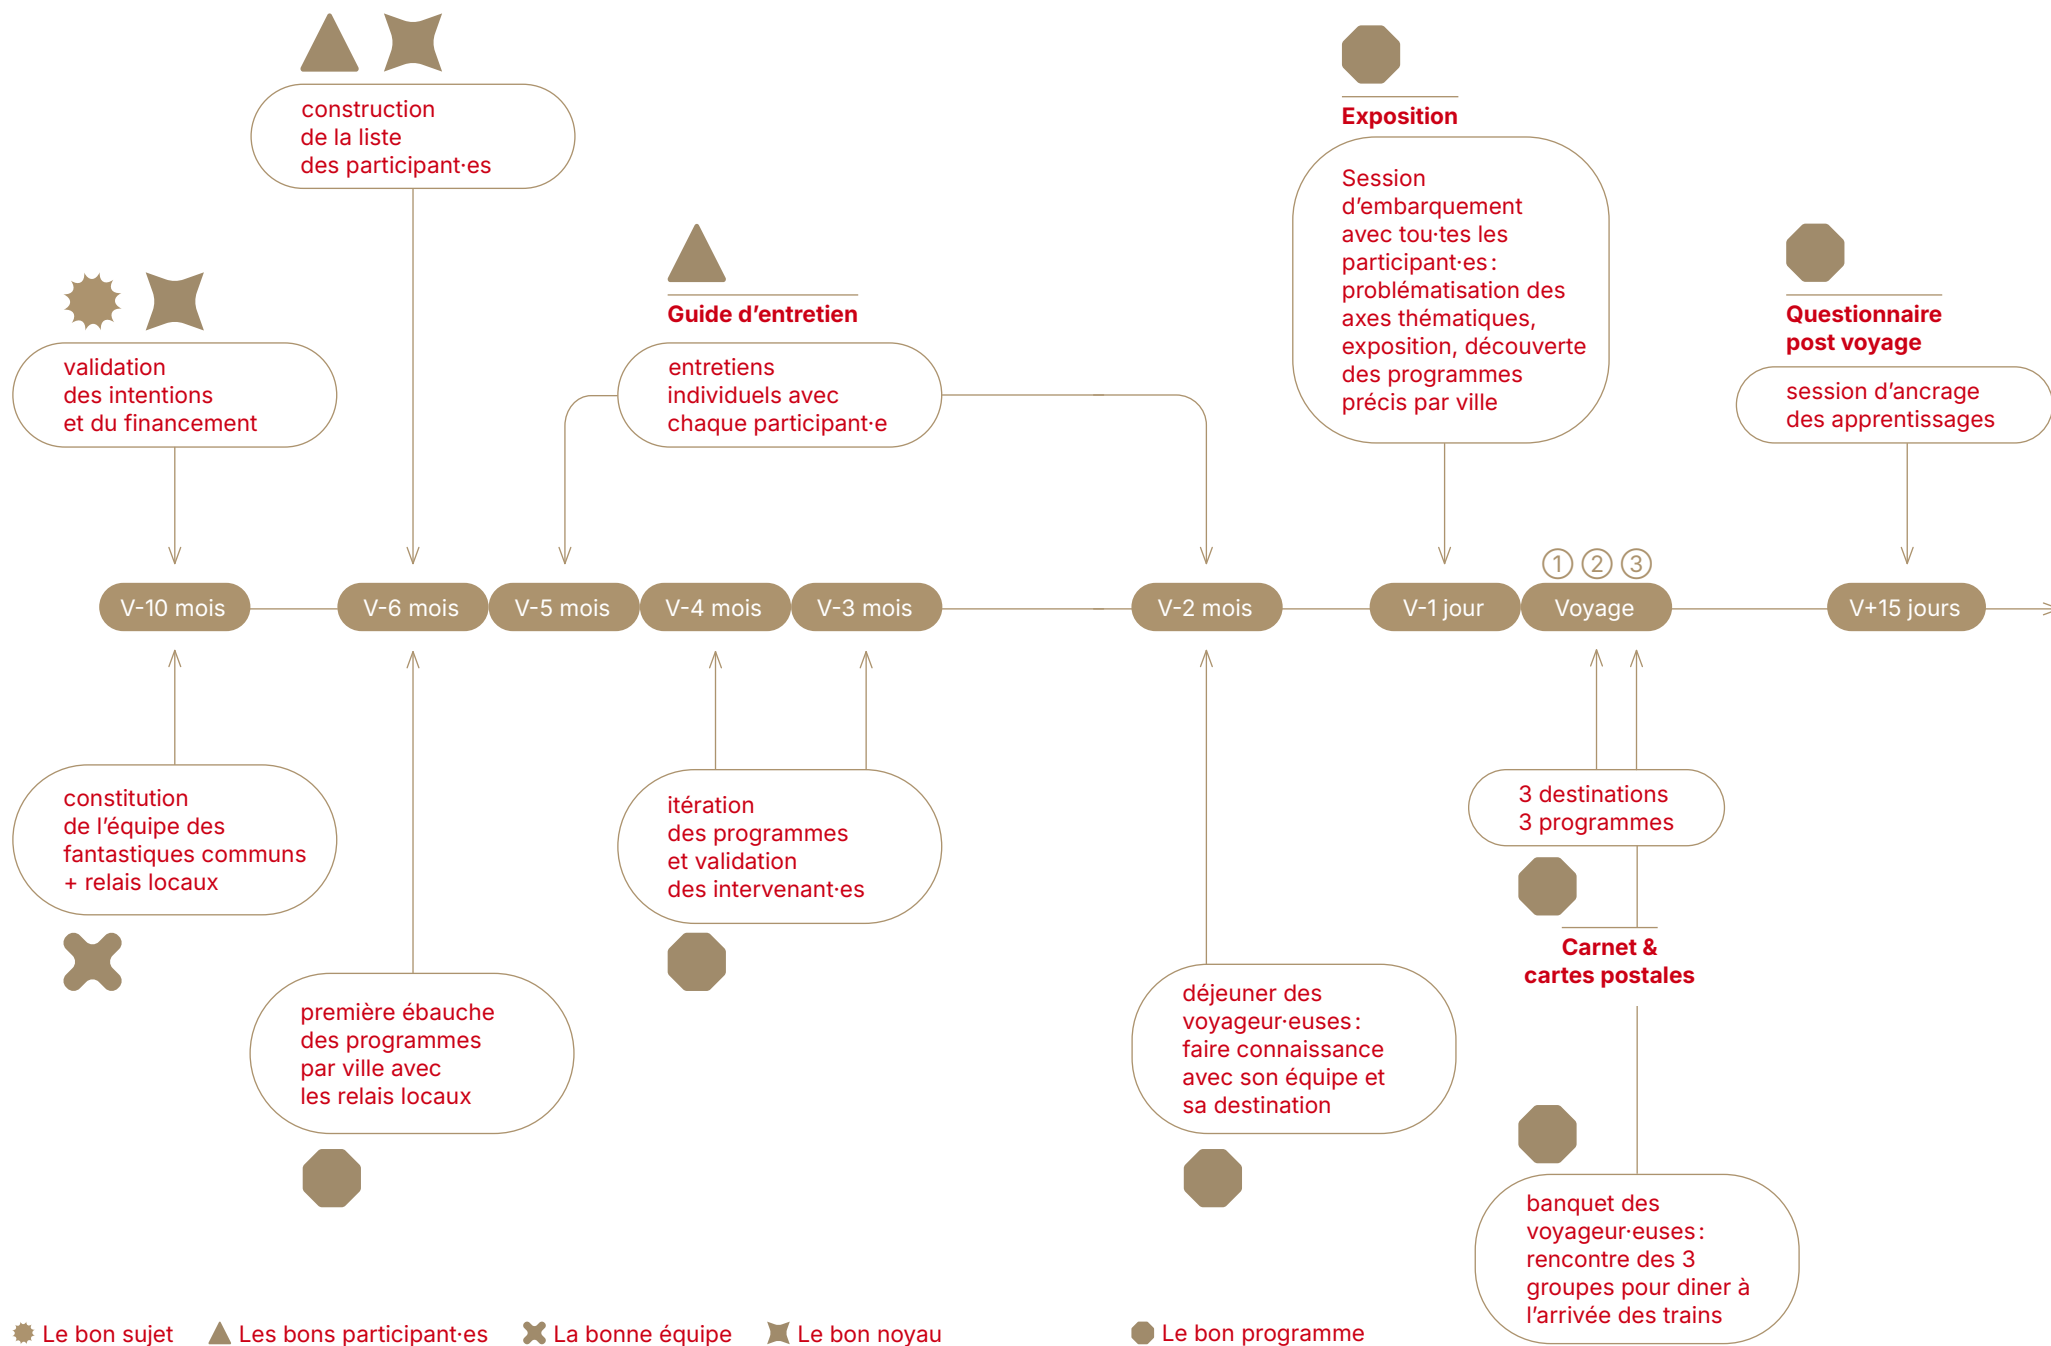 construction
de la liste
des participant·es
Exposition
Session
d’embarquement
avec tou·tes les
participant·es :
problématisation des
axes thématiques,
exposition, découverte
des programmes
précis par ville
validation
des intentions
et du financement
Guide d’entretien
entretiens
individuels avec
chaque participant·e
Questionnaire
post voyage
session d’ancrage
des apprentissages
1 2 3
V-10 mois
V-6 mois
V-5 mois
V-4 mois
V-3 mois
V-2 mois
V-1 jour
Voyage
V+15 jours
constitution
de l’équipe des
fantastiques communs
+ relais locaux
première ébauche
des programmes
par ville avec
les relais locaux
itération
des programmes
et validation
des intervenant·es
déjeuner des
voyageur·euses :
faire connaissance
avec son équipe et
sa destination
3 destinations
3 programmes
Carnet &
cartes postales
banquet des
voyageur·euses :
rencontre des 3
groupes pour diner à
l’arrivée des trains
Le bon sujet
Les bons participant·es
La bonne équipe
Le bon noyau
Le bon programme